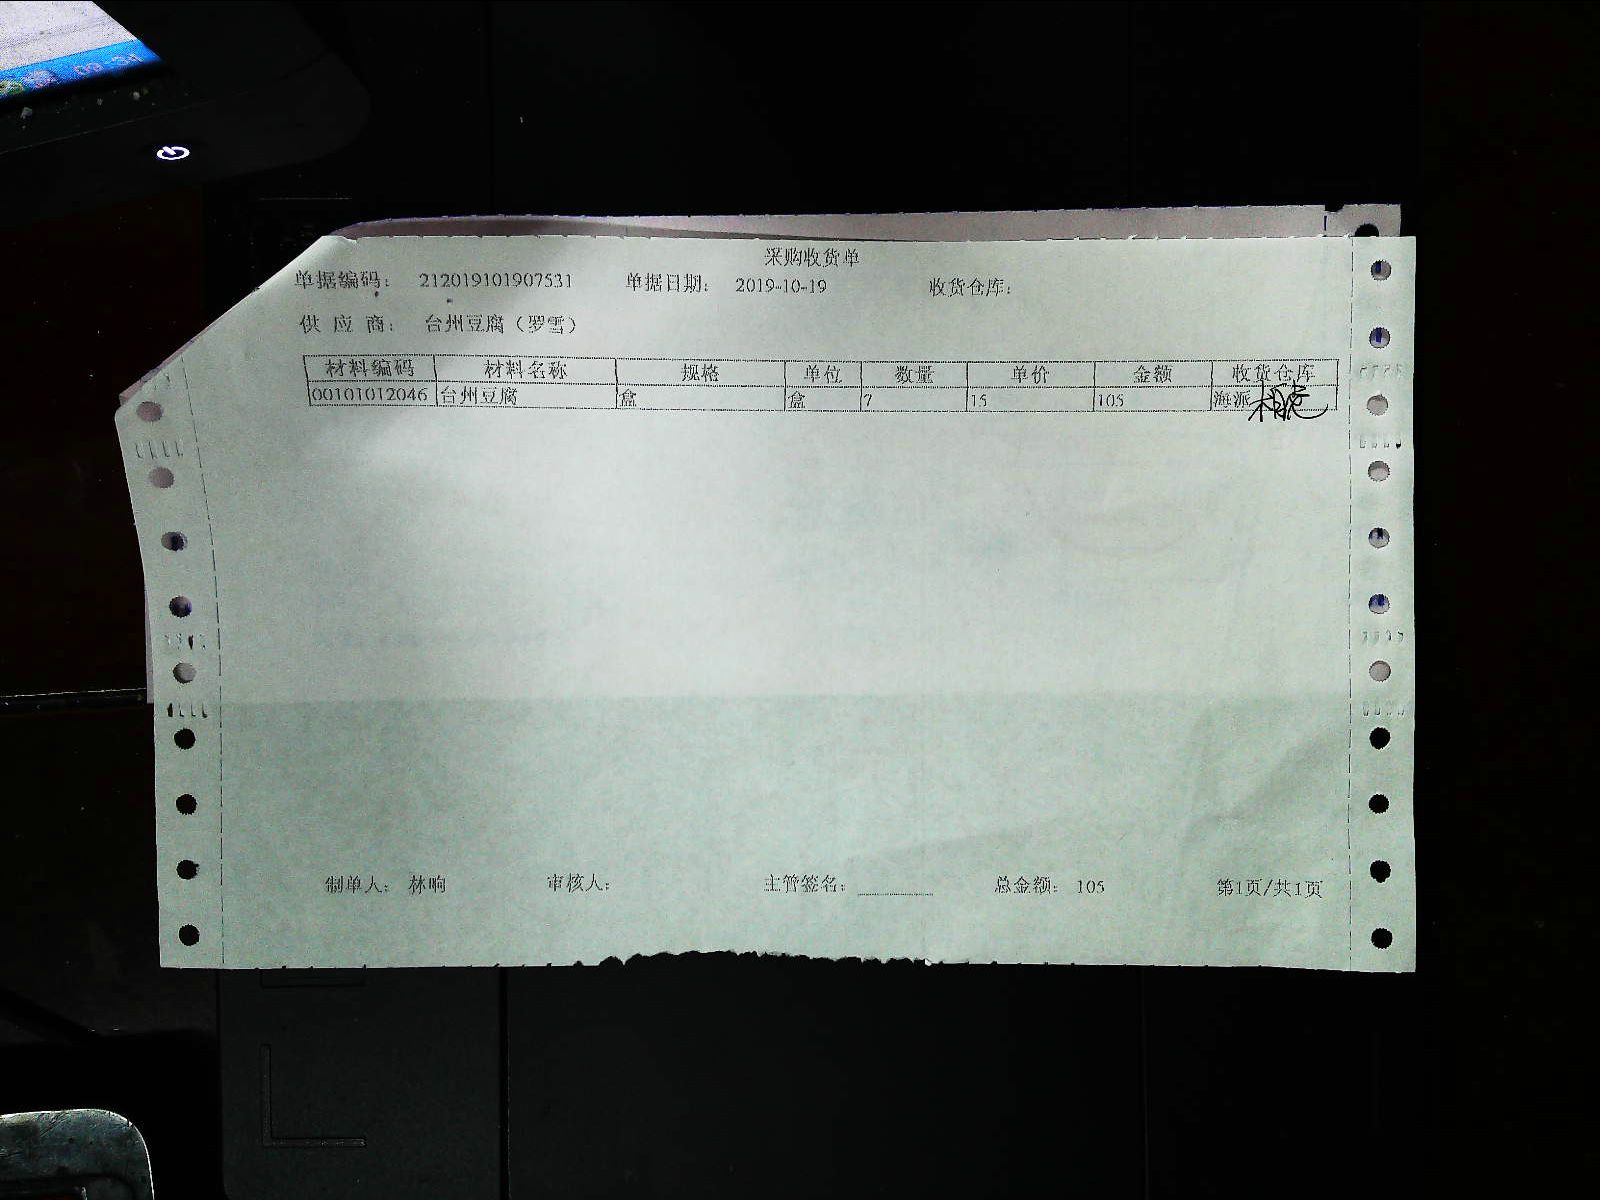 采购收货单
单据编码： 212019101907531 单据日期： 2019-10-19 收货仓库：
供 应 商： 台州豆腐（罗雪）
材料编码 材料名称 规格 单位 数量 单价 金额 收货仓库
00101012046 台州豆腐 盒 盒 7 15 105 海派
制单人： 林响 审核人： 主管签名： 总金额： 105 第1页/共1页